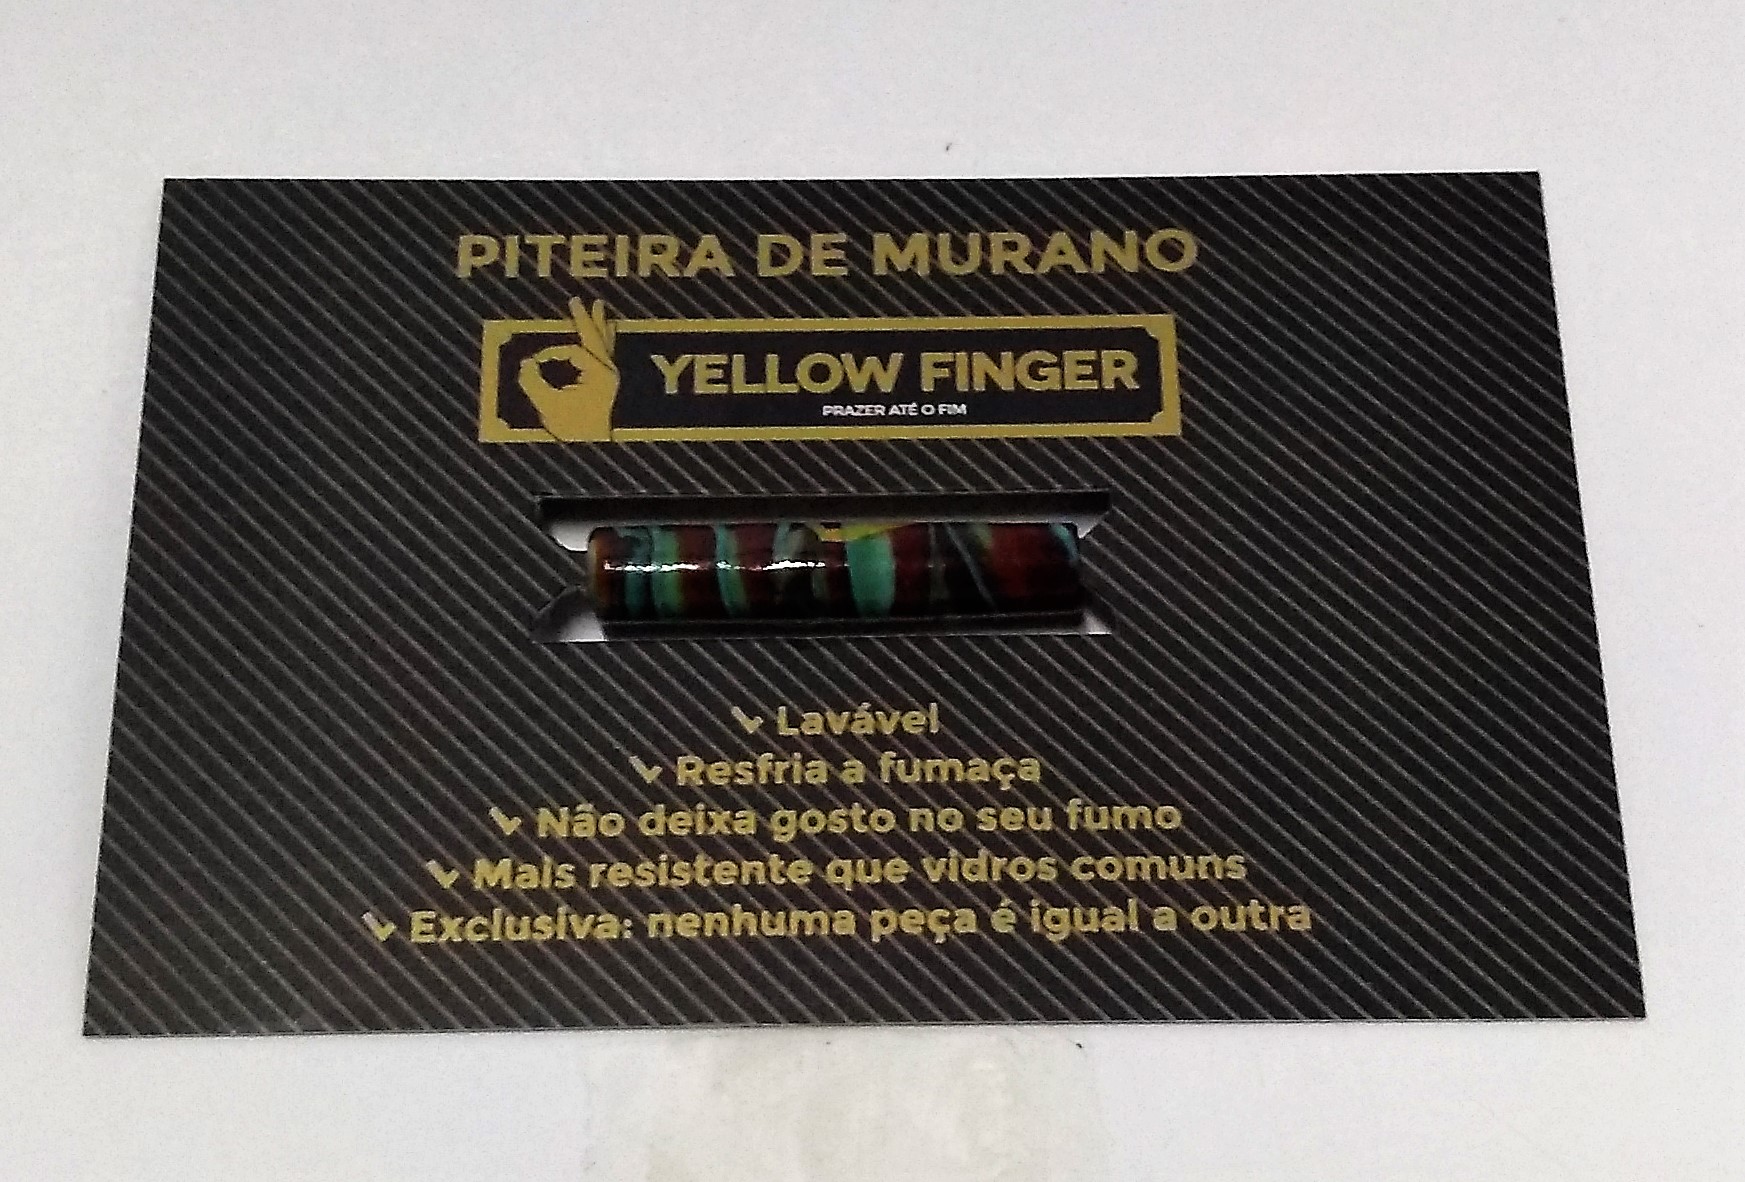 PITEIRA DE MURANO
YELLOW FINGER
PRAZER ATÉ O FIM
Lavável
Resfria a fumaça
Não deixa gosto no seu fumo
Mais resistente que vidros comuns
Exclusiva: nenhuma peça é igual a outra